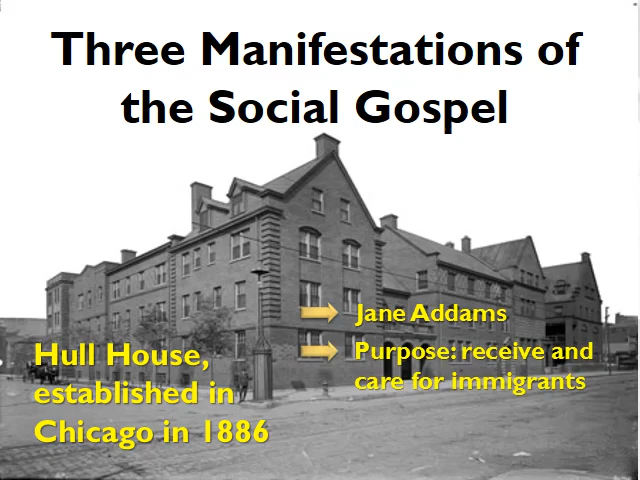 Three Manifestations of
the Social Gospel
Jane Addams
Purpose: receive and
care for immigrants
Hull House,
established in
Chicago in 1886